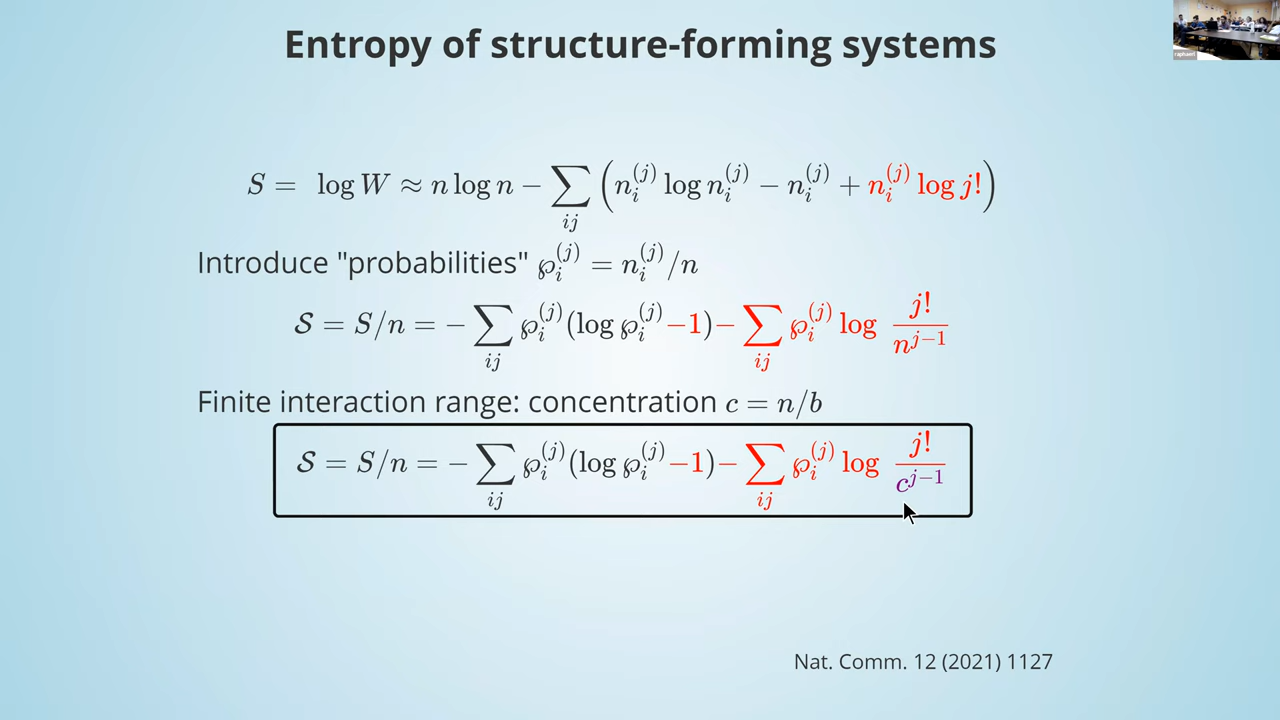 Entropy of structure-forming systems
S = log W ≈ n log n − ∑_{ij} (n_i^{(j)} log n_i^{(j)} − n_i^{(j)} + n_i^{(j)} log j!)
Introduce "probabilities" ℘_i^{(j)} = n_i^{(j)}/n
𝒮 = S/n = − ∑_{ij} ℘_i^{(j)} (log ℘_i^{(j)} −1) − ∑_{ij} ℘_i^{(j)} log j!/n^{j−1}
Finite interaction range: concentration c = n/b
𝒮 = S/n = − ∑_{ij} ℘_i^{(j)} (log ℘_i^{(j)} −1) − ∑_{ij} ℘_i^{(j)} log j!/c^{j−1}
Nat. Comm. 12 (2021) 1127